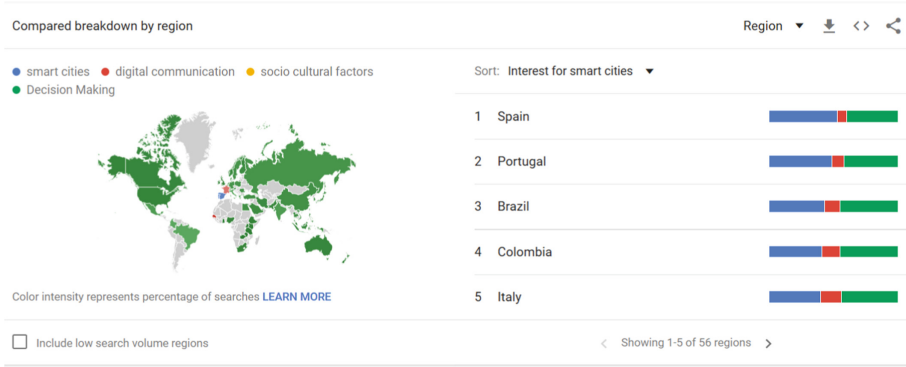 Compared breakdown by region
Region
smart cities digital communication socio cultural factors
Decision Making
Color intensity represents percentage of searches LEARN MORE
Include low search volume regions
Sort: Interest for smart cities
1 Spain
2 Portugal
3 Brazil
4 Colombia
5 Italy
Showing 1-5 of 56 regions